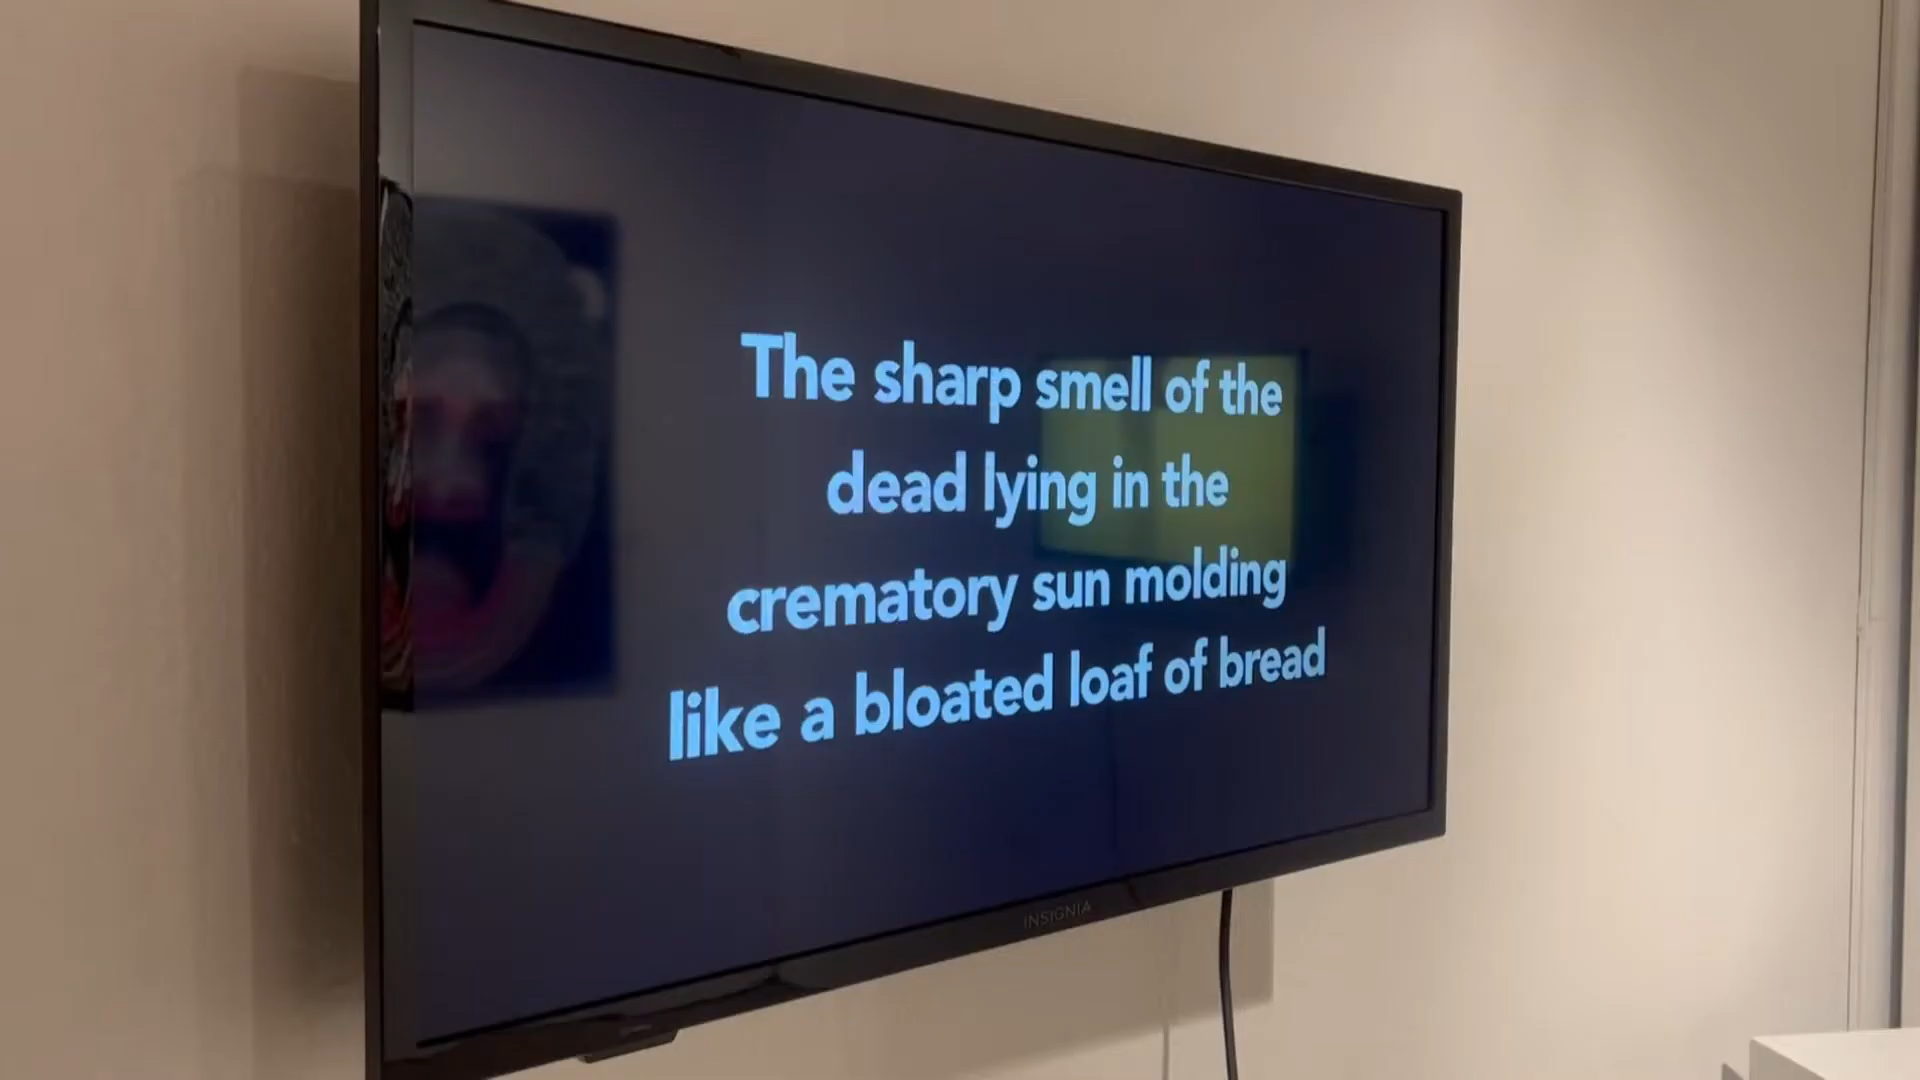 The sharp smell of the
dead lying in the
crematory sun molding
like a bloated loaf of bread
INSIGNIA